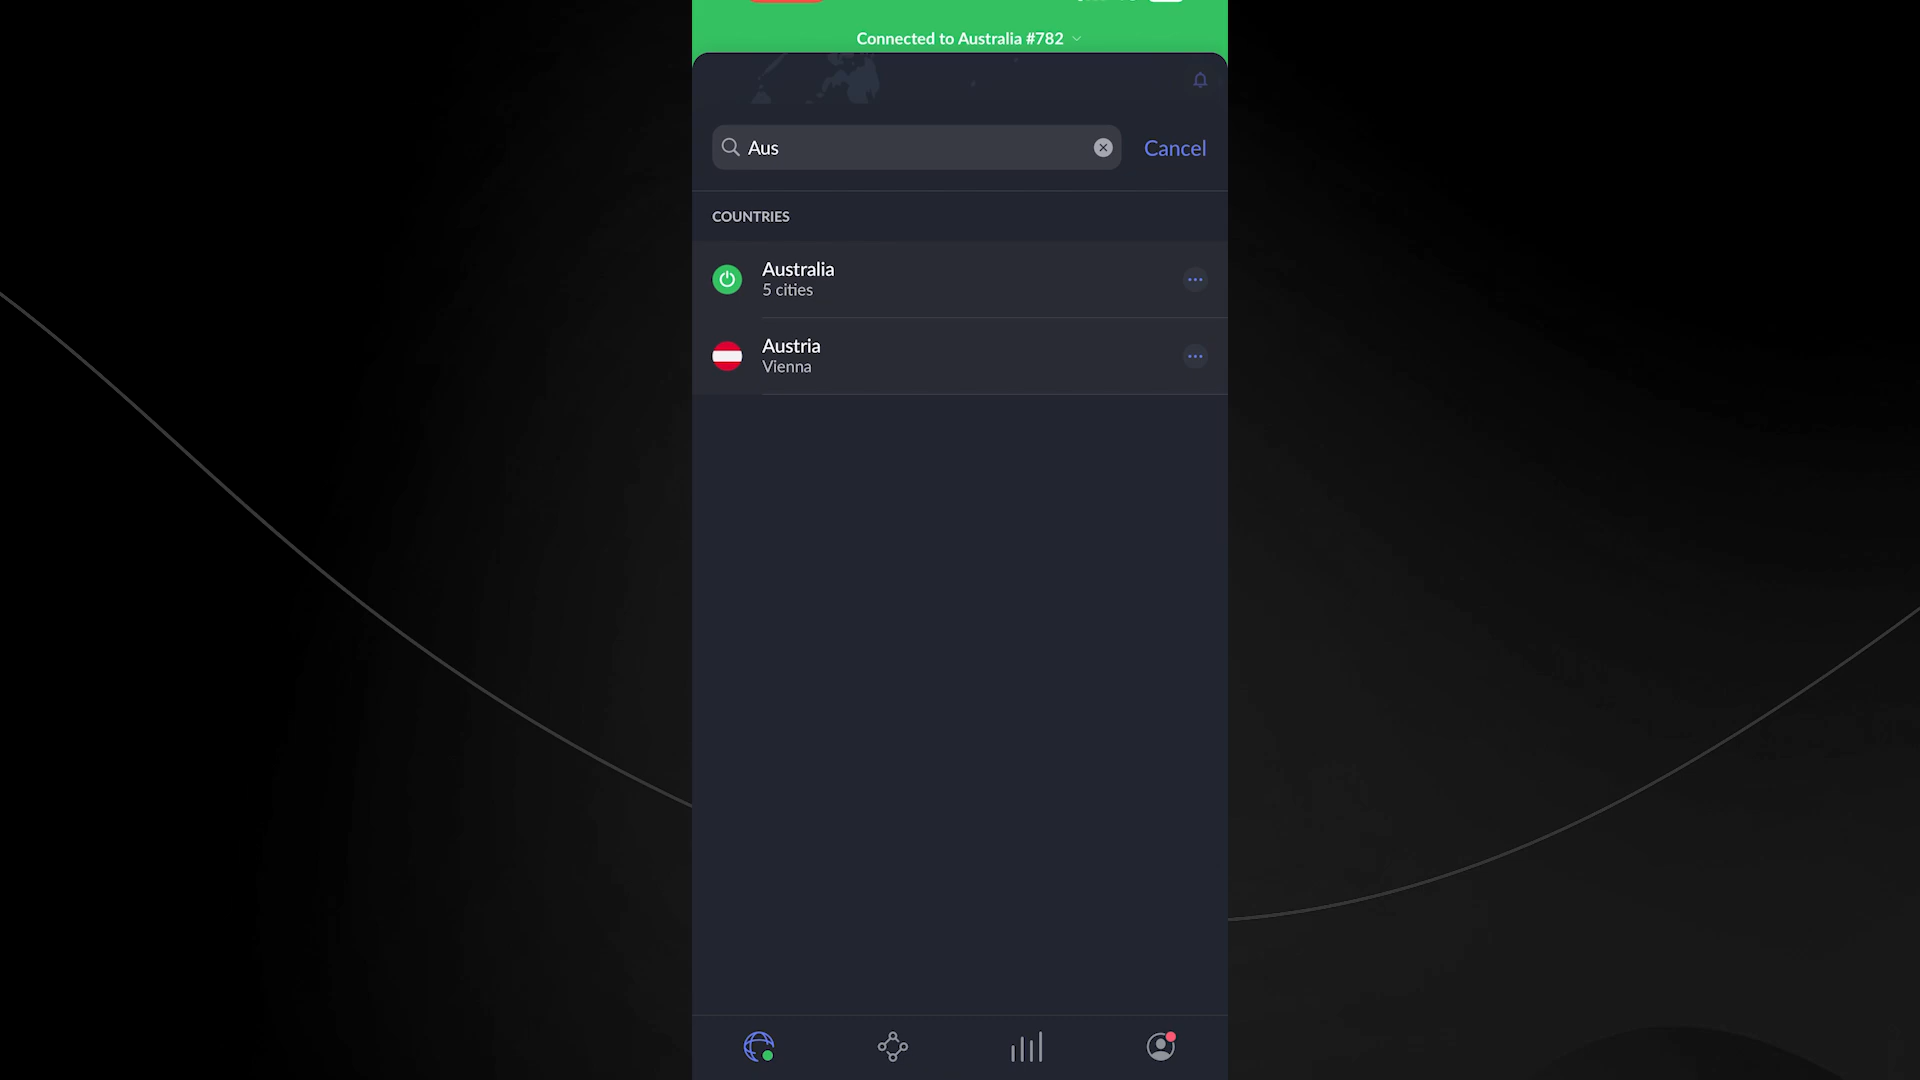 Connected to Australia #782
Aus
Cancel
COUNTRIES
Australia
5 cities
Austria
Vienna